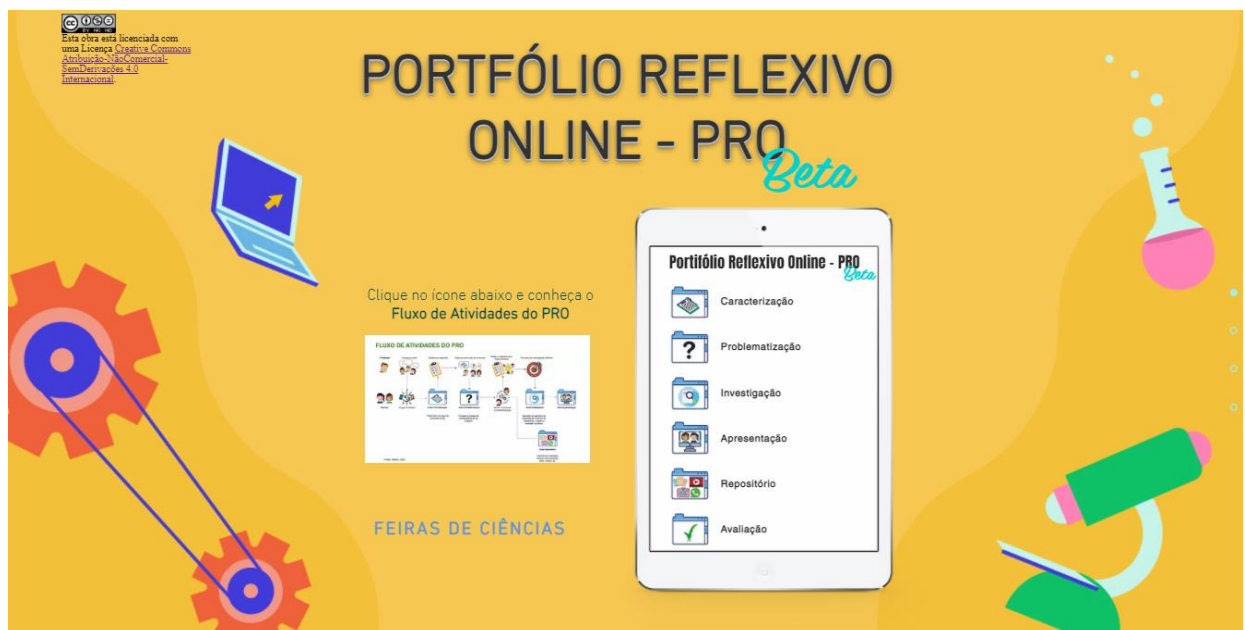 Esta obra está licenciada com
uma Licença Creative Commons
Atribuição-NãoComercial-
SemDerivações 4.0
Internacional.
PORTFÓLIO REFLEXIVO
ONLINE - PRO
Beta
Clique no ícone abaixo e conheça o
Fluxo de Atividades do PRO
FLUXO DE ATIVIDADES DO PRO
FEIRAS DE CIÊNCIAS
Portifólio Reflexivo Online - PRO
Beta
Caracterização
Problematização
Investigação
Apresentação
Repositório
Avaliação